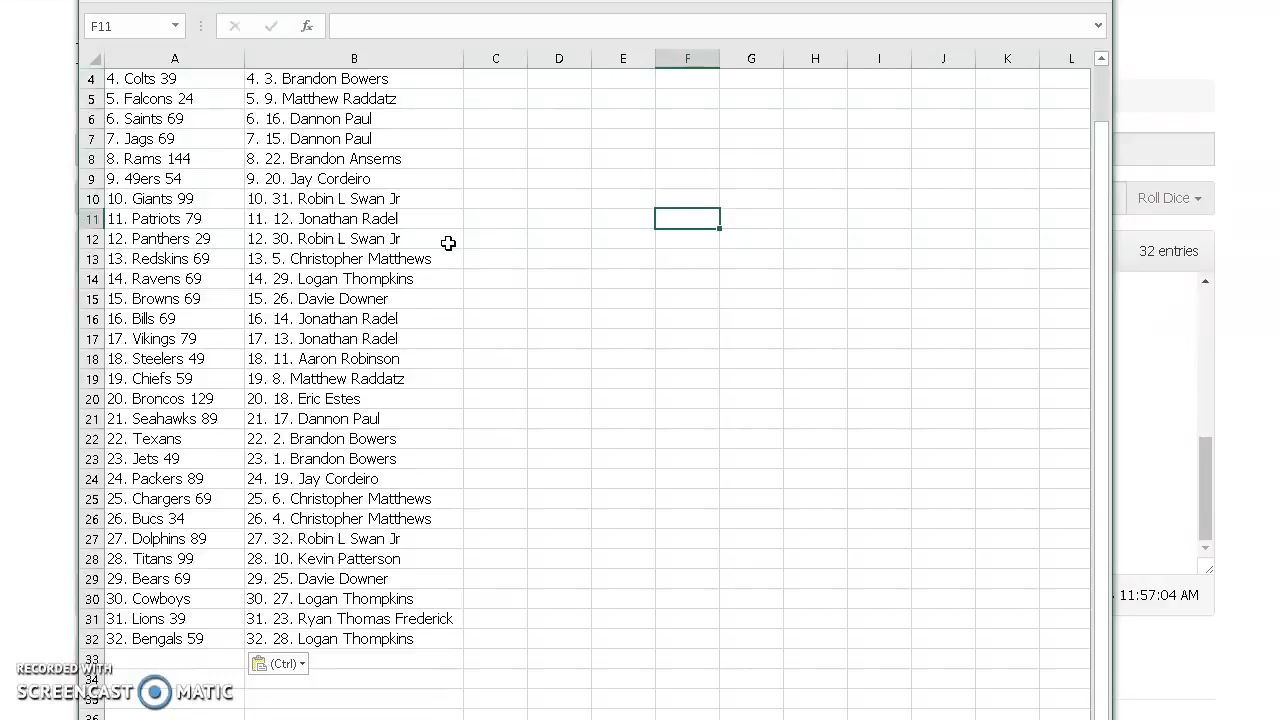 F11
fx
A B C D E F G H I J K L
4 4. Colts 39 4. 3. Brandon Bowers
5 5. Falcons 24 5. 9. Matthew Raddatz
6 6. Saints 69 6. 16. Dannon Paul
7 7. Jags 69 7. 15. Dannon Paul
8 8. Rams 144 8. 22. Brandon Ansems
9 9. 49ers 54 9. 20. Jay Cordeiro
10 10. Giants 99 10. 31. Robin L Swan Jr
11 11. Patriots 79 11. 12. Jonathan Radel
12 12. Panthers 29 12. 30. Robin L Swan Jr
13 13. Redskins 69 13. 5. Christopher Matthews
14 14. Ravens 69 14. 29. Logan Thompkins
15 15. Browns 69 15. 26. Davie Downer
16 16. Bills 69 16. 14. Jonathan Radel
17 17. Vikings 79 17. 13. Jonathan Radel
18 18. Steelers 49 18. 11. Aaron Robinson
19 19. Chiefs 59 19. 8. Matthew Raddatz
20 20. Broncos 129 20. 18. Eric Estes
21 21. Seahawks 89 21. 17. Dannon Paul
22 22. Texans 22. 2. Brandon Bowers
23 23. Jets 49 23. 1. Brandon Bowers
24 24. Packers 89 24. 19. Jay Cordeiro
25 25. Chargers 69 25. 6. Christopher Matthews
26 26. Bucs 34 26. 4. Christopher Matthews
27 27. Dolphins 89 27. 32. Robin L Swan Jr
28 28. Titans 99 28. 10. Kevin Patterson
29 29. Bears 69 29. 25. Davie Downer
30 30. Cowboys 30. 27. Logan Thompkins
31 31. Lions 39 31. 23. Ryan Thomas Frederick
32 32. Bengals 59 32. 28. Logan Thompkins
33
(Ctrl)
34
35
36
Roll Dice
32 entries
11:57:04 AM
RECORDED WITH
SCREENCAST MATIC